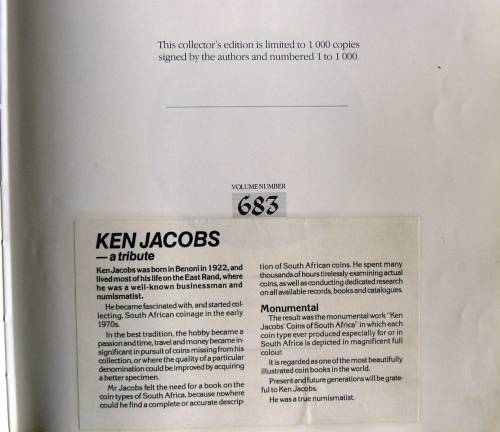 This collector's edition is limited to 1 000 copies
signed by the authors and numbered 1 to 1 000.
VOLUME NUMBER
683
KEN JACOBS
— a tribute
Ken Jacobs was born in Benoni in 1922, and
lived most of his life on the East Rand, where
he was a well-known businessman and
numismatist.
He became fascinated with, and started col-
lecting, South African coinage in the early
1970s.
In the best tradition, the hobby became a
passion and time, travel and money became in-
significant in pursuit of coins missing from his
collection, or where the quality of a particular
denomination could be improved by acquiring
a better specimen.
Mr Jacobs felt the need for a book on the
coin types of South Africa, because nowhere
could he find a complete or accurate descrip-
tion of South African coins. He spent many
thousands of hours tirelessly examining actual
coins, as well as conducting dedicated research
on all available records, books and catalogues.
Monumental
The result was the monumental work "Ken
Jacobs' Coins of South Africa" in which each
coin type ever produced especially for or in
South Africa is depicted in magnificent full
colour.
It is regarded as one of the most beautifully
illustrated coin books in the world.
Present and future generations will be grate-
ful to Ken Jacobs.
He was a true numismatist.